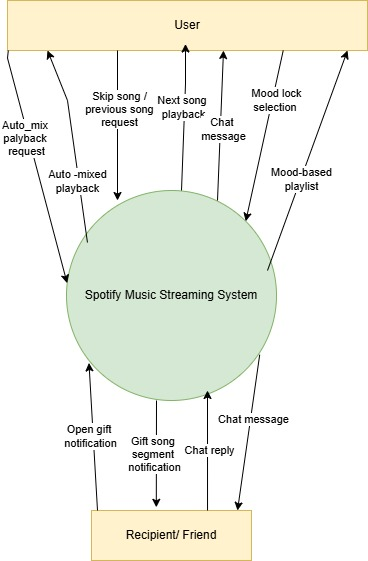 User
Auto_mix
palyback
request
Auto -mixed
playback
Skip song /
previous song
request
Next song
playback
Chat
message
Mood lock
selection
Mood-based
playlist
Spotify Music Streaming System
Open gift
notification
Gift song
segment
notification
Chat reply
Chat message
Recipient/ Friend